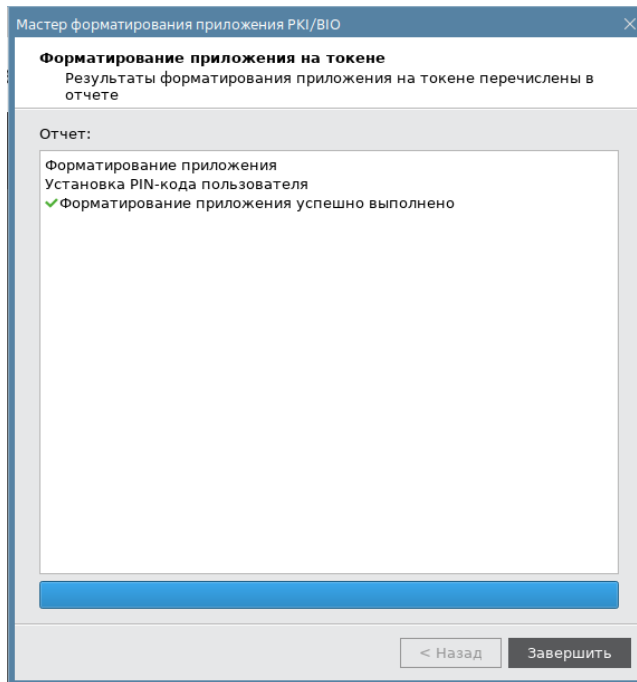 Мастер форматирования приложения PKI/BIO
Форматирование приложения на токене
Результаты форматирования приложения на токене перечислены в
отчете
Отчет:
Форматирование приложения
Установка PIN-кода пользователя
Форматирование приложения успешно выполнено
< Назад
Завершить